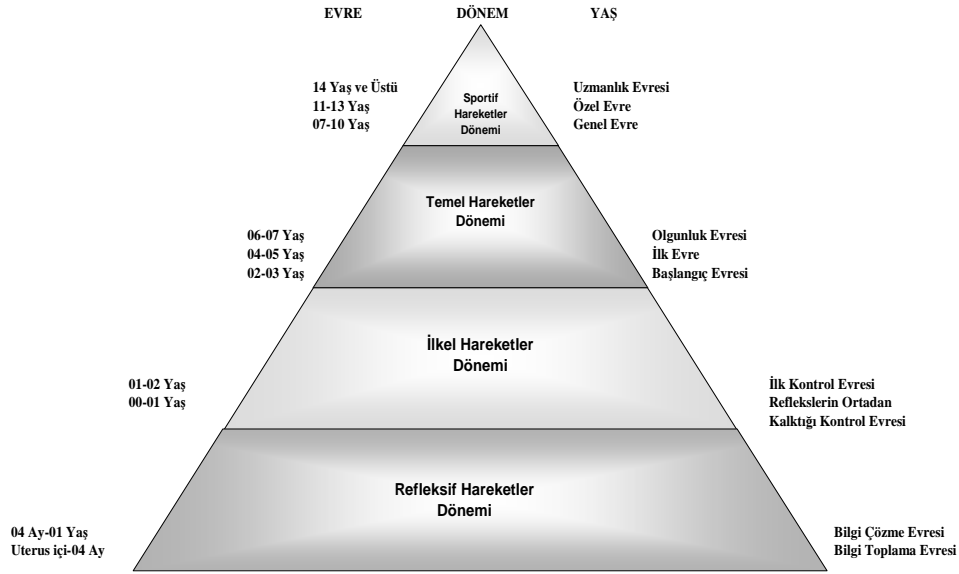 EVRE DÖNEM YAŞ
14 Yaş ve Üstü
11-13 Yaş
07-10 Yaş
Sportif
Hareketler
Dönemi
Uzmanlık Evresi
Özel Evre
Genel Evre
06-07 Yaş
04-05 Yaş
02-03 Yaş
Temel Hareketler
Dönemi
Olgunluk Evresi
İlk Evre
Başlangıç Evresi
01-02 Yaş
00-01 Yaş
İlkel Hareketler
Dönemi
İlk Kontrol Evresi
Reflekslerin Ortadan
Kalktığı Kontrol Evresi
04 Ay-01 Yaş
Uterus içi-04 Ay
Refleksif Hareketler
Dönemi
Bilgi Çözme Evresi
Bilgi Toplama Evresi